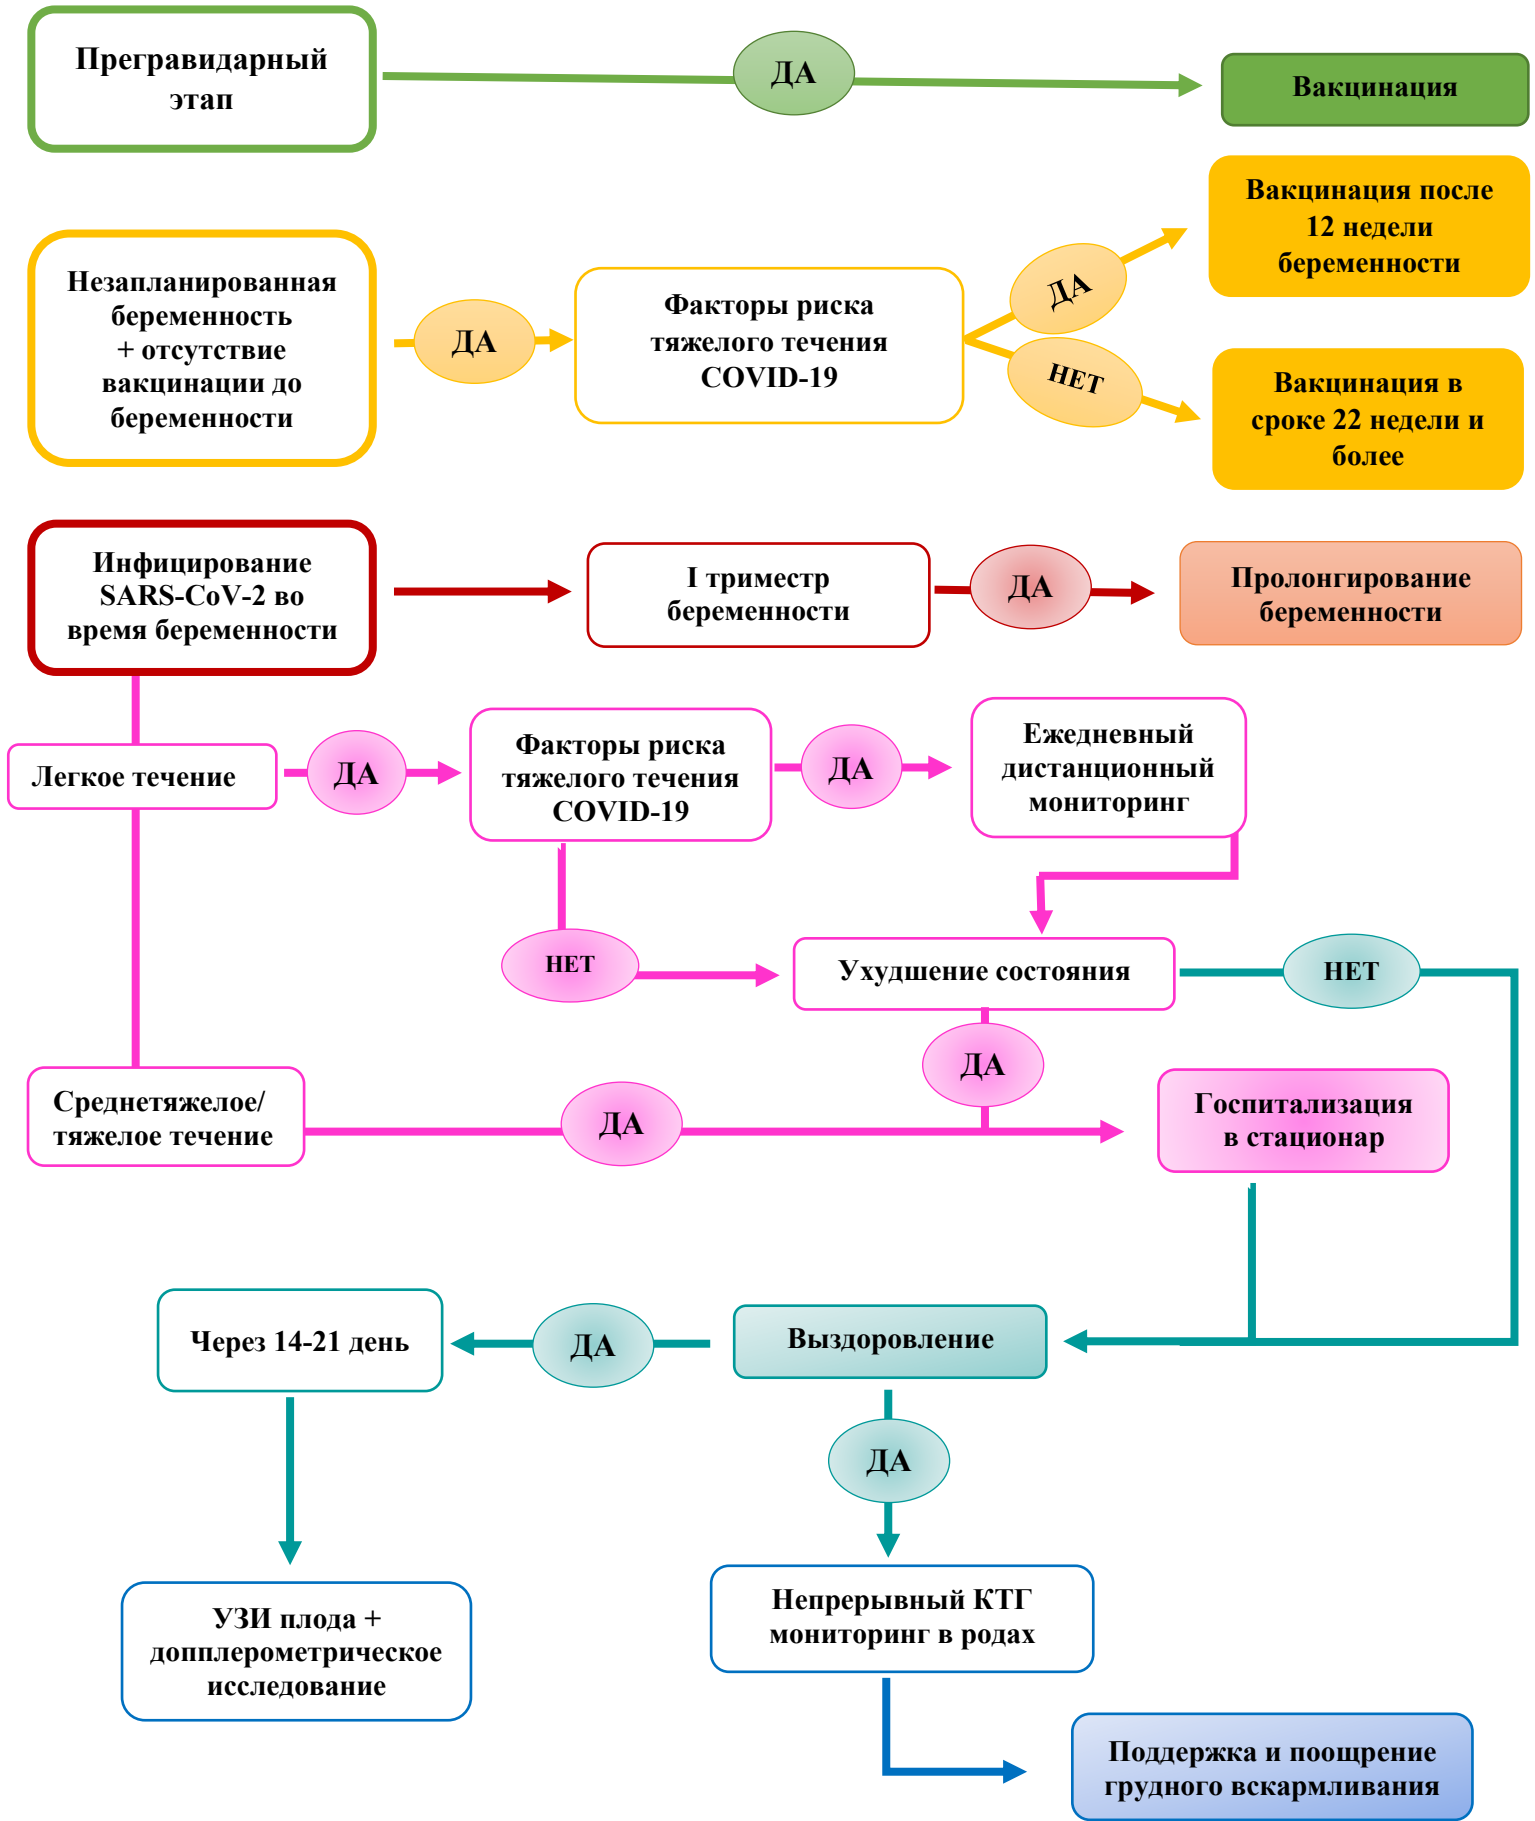 Прегравидарный
этап
ДА
Вакцинация
Незапланированная
беременность
+ отсутствие
вакцинации до
беременности
ДА
Факторы риска
тяжелого течения
COVID-19
ДА
Вакцинация после
12 недели
беременности
НЕТ
Вакцинация в
сроке 22 недели и
более
Инфицирование
SARS-CoV-2 во
время беременности
I триместр
беременности
ДА
Пролонгирование
беременности
Легкое течение
ДА
Факторы риска
тяжелого течения
COVID-19
ДА
Ежедневный
дистанционный
мониторинг
НЕТ
Ухудшение состояния
НЕТ
ДА
Среднетяжелое/
тяжелое течение
ДА
Госпитализация
в стационар
Через 14-21 день
ДА
Выздоровление
ДА
УЗИ плода +
допплерометрическое
исследование
Непрерывный КТГ
мониторинг в родах
Поддержка и поощрение
грудного вскармливания